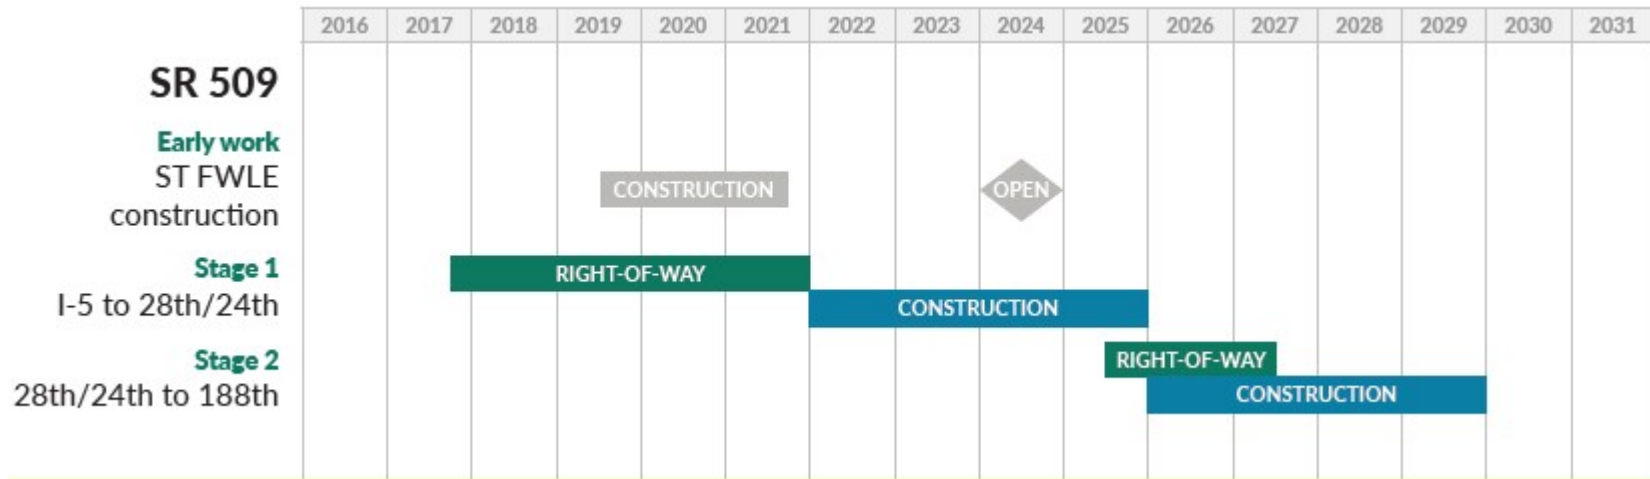 2016 2017 2018 2019 2020 2021 2022 2023 2024 2025 2026 2027 2028 2029 2030 2031
SR 509
Early work
ST FWLE
construction
CONSTRUCTION
OPEN
Stage 1
I-5 to 28th/24th
RIGHT-OF-WAY
CONSTRUCTION
Stage 2
28th/24th to 188th
RIGHT-OF-WAY
CONSTRUCTION